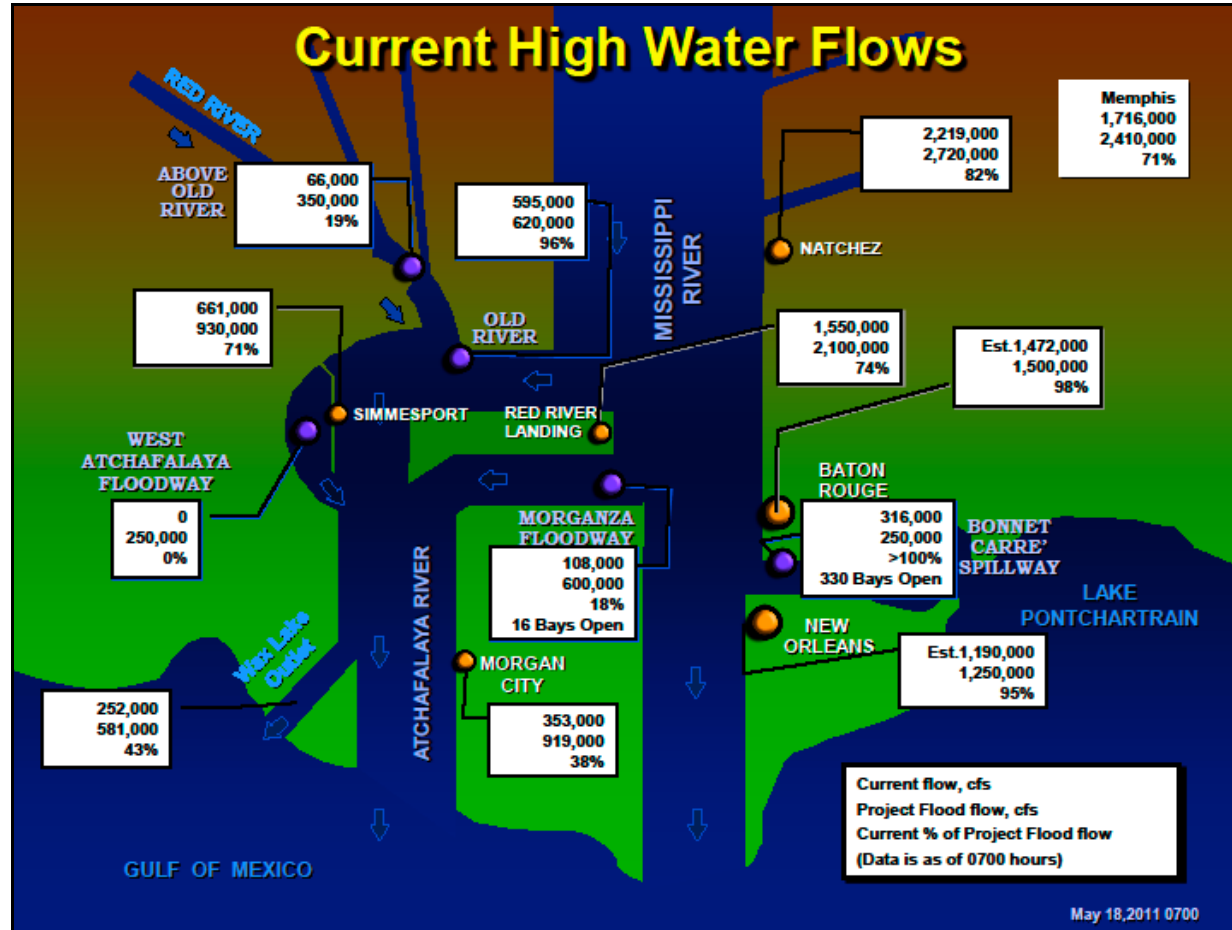 Current High Water Flows
RED RIVER
ABOVE
OLD
RIVER
66,000
350,000
19%
595,000
620,000
96%
MISSISSIPPI
RIVER
2,219,000
2,720,000
82%
NATCHEZ
Memphis
1,716,000
2,410,000
71%
661,000
930,000
71%
OLD
RIVER
1,550,000
2,100,000
74%
Est.1,472,000
1,500,000
98%
SIMMESPORT
RED RIVER
LANDING
WEST
ATCHAFALAYA
FLOODWAY
0
250,000
0%
MORGANZA
FLOODWAY
108,000
600,000
18%
16 Bays Open
BATON
ROUGE
316,000
250,000
>100%
330 Bays Open
BONNET
CARRE'
SPILLWAY
LAKE
PONTCHARTRAIN
NEW
ORLEANS
Est.1,190,000
1,250,000
95%
ATCHAFALAYA RIVER
Wax Lake
Outlet
252,000
581,000
43%
MORGAN
CITY
353,000
919,000
38%
Current flow, cfs
Project Flood flow, cfs
Current % of Project Flood flow
(Data is as of 0700 hours)
GULF OF MEXICO
May 18,2011 0700